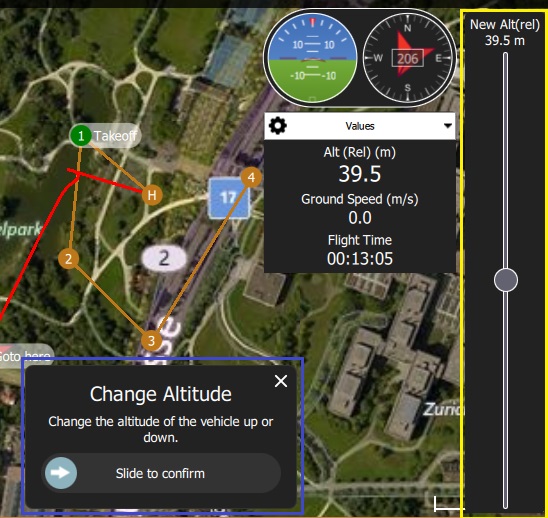 New Alt(rel)
39.5 m
10 10
-10 -10
N
W 206 E
S
Values
Alt (Rel) (m)
39.5
Ground Speed (m/s)
0.0
Flight Time
00:13:05
1 Takeoff
H
4
17
elpark
2
2
3
Goto here
Change Altitude
Change the altitude of the vehicle up or
down.
Slide to confirm
Zuric